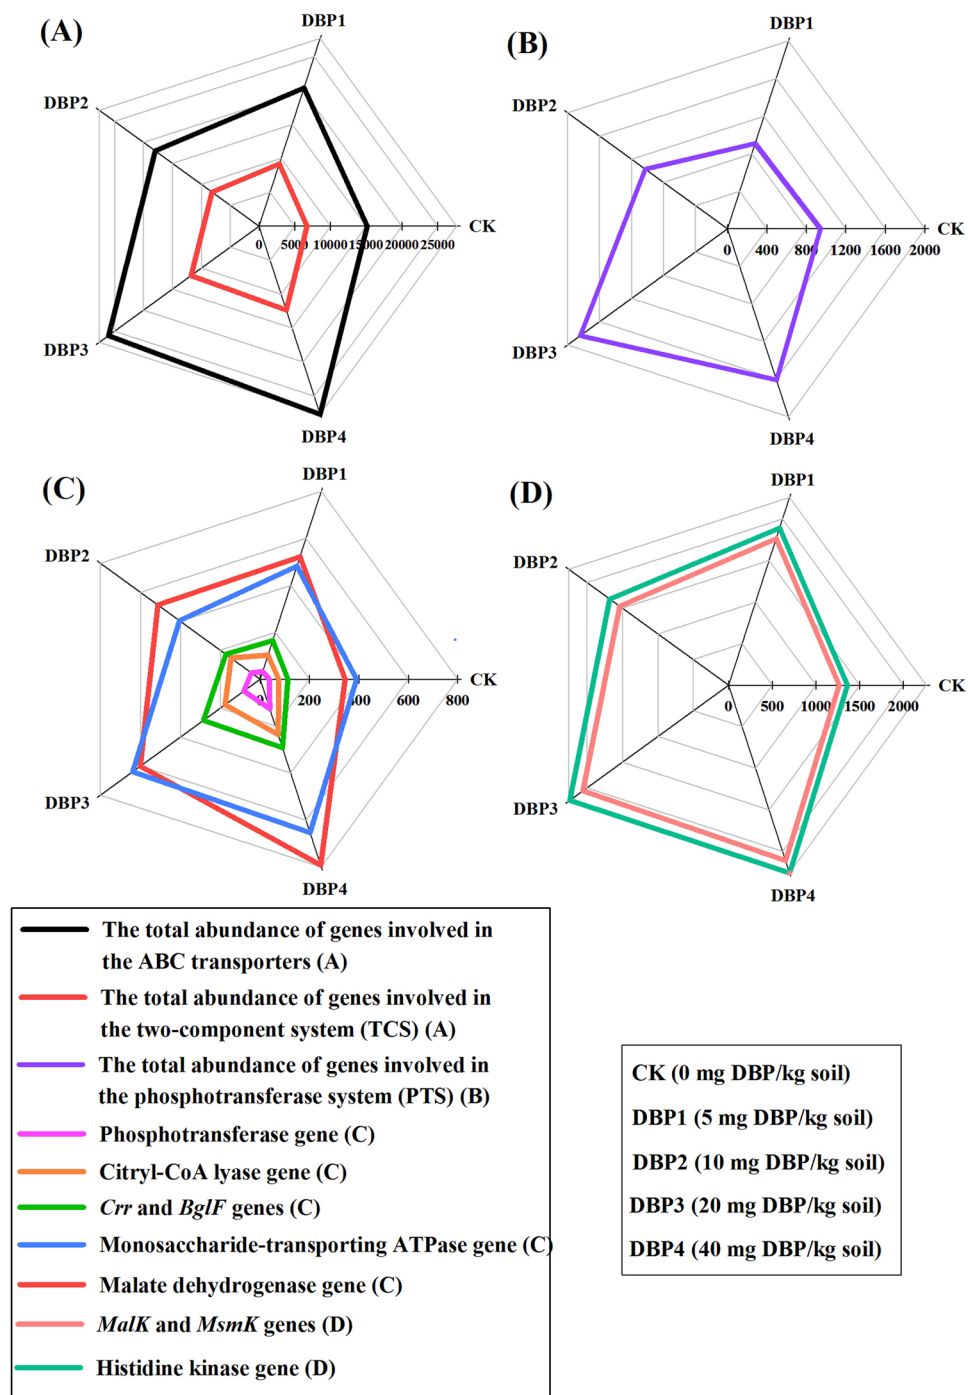 (A)
DBP1
DBP2
CK
0 5000 10000 15000 20000 25000
DBP3
DBP4
(B)
DBP1
DBP2
CK
0 400 800 1200 1600 2000
DBP3
DBP4
(C)
DBP1
DBP2
CK
0 200 400 600 800
DBP3
DBP4
(D)
DBP1
DBP2
CK
0 500 1000 1500 2000
DBP3
DBP4
The total abundance of genes involved in
the ABC transporters (A)
The total abundance of genes involved in
the two-component system (TCS) (A)
The total abundance of genes involved in
the phosphotransferase system (PTS) (B)
Phosphotransferase gene (C)
Citryl-CoA lyase gene (C)
Crr and BglF genes (C)
Monosaccharide-transporting ATPase gene (C)
Malate dehydrogenase gene (C)
MalK and MsmK genes (D)
Histidine kinase gene (D)
CK (0 mg DBP/kg soil)
DBP1 (5 mg DBP/kg soil)
DBP2 (10 mg DBP/kg soil)
DBP3 (20 mg DBP/kg soil)
DBP4 (40 mg DBP/kg soil)